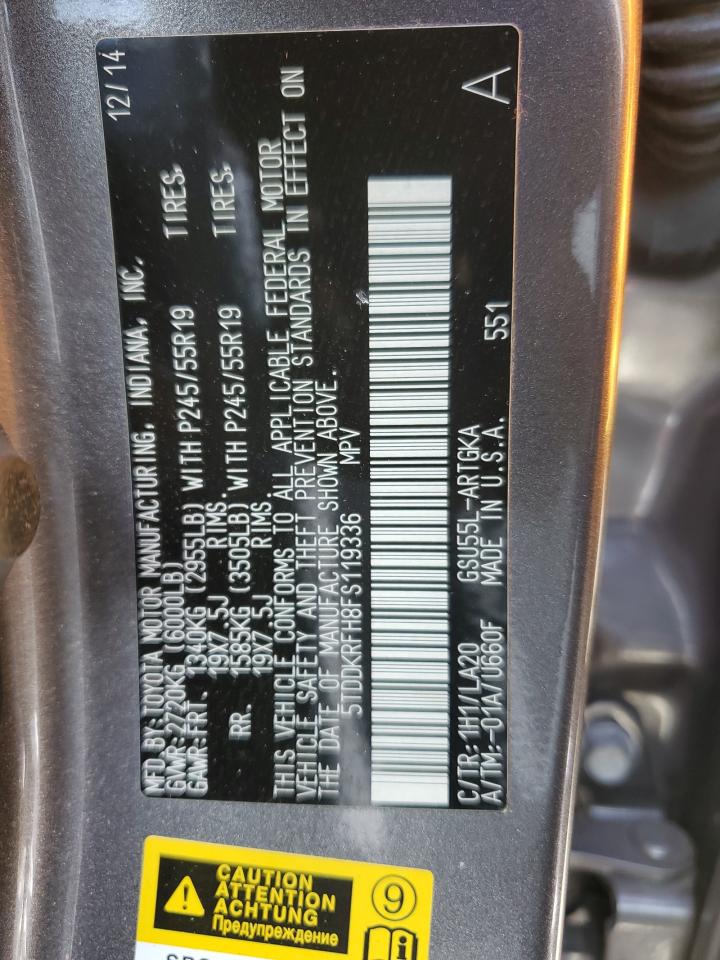 MFD.BY:TOYOTA MOTOR MANUFACTURING, INDIANA, INC. 12/14
GVWR:2720KG (6000LB)
GAWR:FRT. 1340KG (2955LB) WITH P245/55R19 TIRES,
19X7.5J RIMS.
RR. 1585KG (3505LB) WITH P245/55R19 TIRES,
19X7.5J RIMS.
THIS VEHICLE CONFORMS TO ALL APPLICABLE FEDERAL MOTOR
VEHICLE SAFETY AND THEFT PREVENTION STANDARDS IN EFFECT ON
THE DATE OF MANUFACTURE SHOWN ABOVE.
5TDDKRFH8FS119336 MPV
C/TR:1H1/LA20 GSU55L-ARTGKA A
A/TM:-01A/U660F MADE IN U.S.A. 551
CAUTION
ATTENTION
ACHTUNG
Предупреждение
9